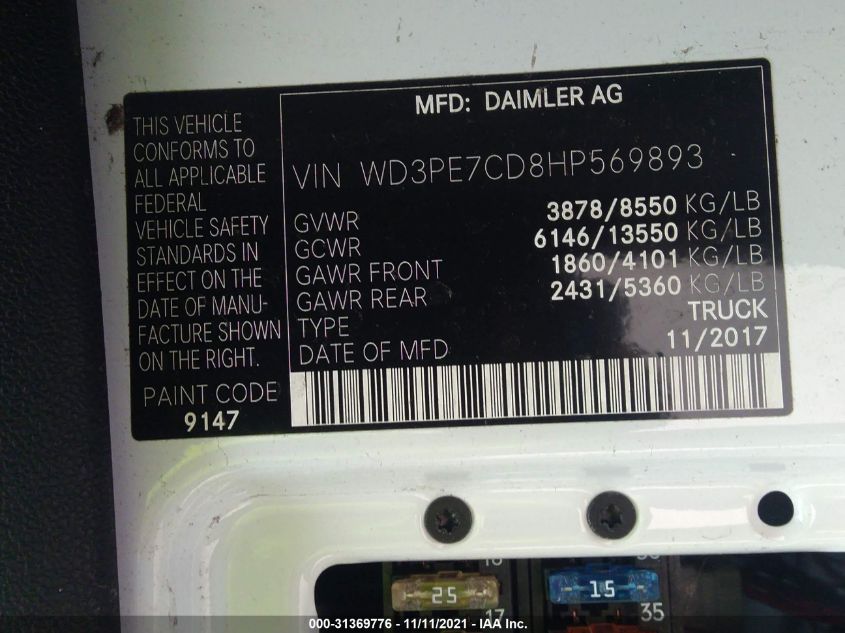 MFD: DAIMLER AG
THIS VEHICLE
CONFORMS TO
ALL APPLICABLE
FEDERAL
VEHICLE SAFETY
STANDARDS IN
EFFECT ON THE
DATE OF MANU-
FACTURE SHOWN
ON THE RIGHT.
PAINT CODE
9147
VIN WD3PE7CD8HP569893
GVWR 3878/8550 KG/LB
GCWR 6146/13550 KG/LB
GAWR FRONT 1860/4101 KG/LB
GAWR REAR 2431/5360 KG/LB
TYPE TRUCK
DATE OF MFD 11/2017
25
15
17
35
000-31369776 - 11/11/2021 - IAA Inc.